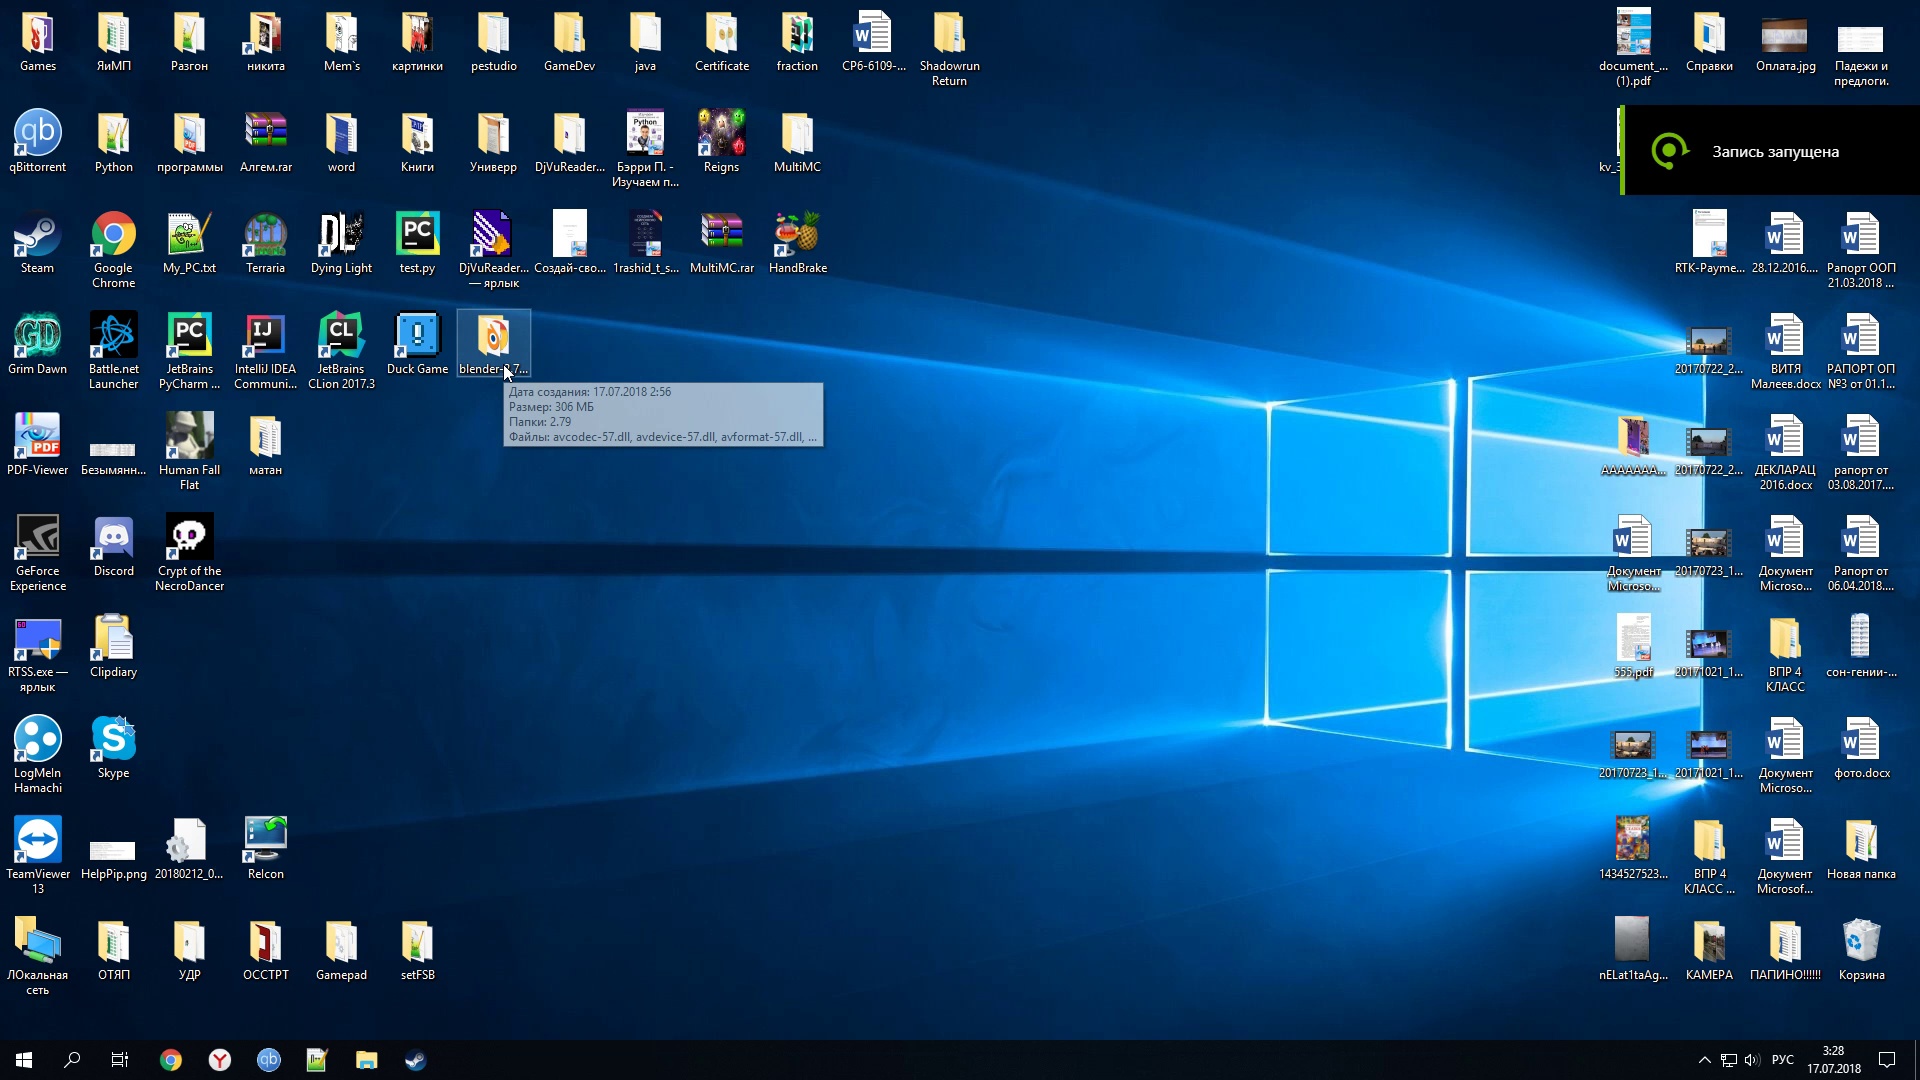 Games
ЯиМП
Разгон
никита
Mem`s
картинки
pestudio
GameDev
java
Certificate
fraction
СР6-6109-...
Shadowrun
Return
document_...
(1).pdf
Справки
Оплата.jpg
Падежи и
предлоги.
qBittorrent
Python
программы
Алгем.rar
word
Книги
Универр
DjVuReader...
Бэрри П. -
Изучаем п...
Reigns
MultiMC
Запись запущена
Steam
Google
Chrome
My_PC.txt
Terraria
Dying Light
test.py
DjVuReader...
— ярлык
Создай-сво...
1rashid_t_s...
MultiMC.rar
HandBrake
RTK-Payme...
28.12.2016....
Рапорт ООП
21.03.2018 ...
Grim Dawn
Battle.net
Launcher
JetBrains
PyCharm ...
IntelliJ IDEA
Communi...
JetBrains
CLion 2017.3
Duck Game
20170722_2...
ВИТЯ
Малеев.docx
РАПОРТ ОП
№3 от 01.1...
Дата создания: 17.07.2018 2:56
Размер: 306 МБ
Папки: 2.79
Файлы: avcodec-57.dll, avdevice-57.dll, avformat-57.dll, ...
PDF-Viewer
Безымянн...
Human Fall
Flat
матан
AAAAAAA...
20170722_2...
ДЕКЛАРАЦ
2016.docx
рапорт от
03.08.2017....
GeForce
Experience
Discord
Crypt of the
NecroDancer
Документ
Microso...
20170723_1...
Документ
Microso...
Рапорт от
06.04.2018....
RTSS.exe —
ярлык
Clipdiary
555.pdf
20171021_1...
ВПР 4
КЛАСС
сон-гении-...
LogMeIn
Hamachi
Skype
20170723_1...
20171021_1...
Документ
Microso...
фото.docx
TeamViewer
13
HelpPip.png
20180212_0...
RelIcon
1434527523...
ВПР 4
КЛАСС ...
Документ
Microsof...
Новая папка
ЛОкальная
сеть
ОТЯП
УДР
ОССТРТ
Gamepad
setFSB
nELat1taAg...
КАМЕРА
ПАПИНО!!!!!!
Корзина
РУС
3:28
17.07.2018